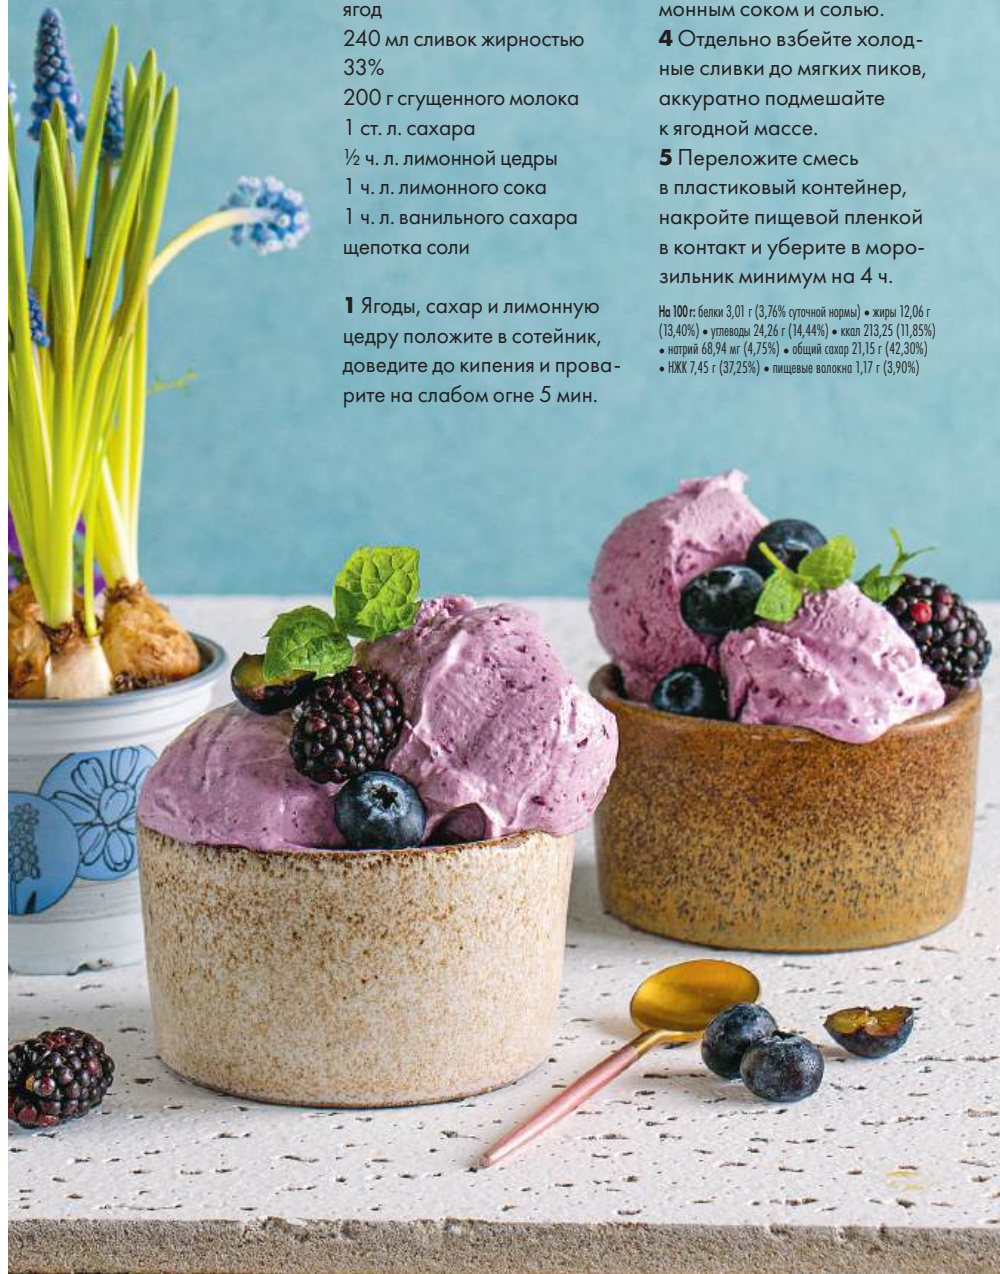 ягод
240 мл сливок жирностью
33%
200 г сгущенного молока
1 ст. л. сахара
½ ч. л. лимонной цедры
1 ч. л. лимонного сока
1 ч. л. ванильного сахара
щепотка соли
1 Ягоды, сахар и лимонную
цедру положите в сотейник,
доведите до кипения и прова-
рите на слабом огне 5 мин.
монным соком и солью.
4 Отдельно взбейте холод-
ные сливки до мягких пиков,
аккуратно подмешайте
к ягодной массе.
5 Переложите смесь
в пластиковый контейнер,
накройте пищевой пленкой
в контакт и уберите в моро-
зильник минимум на 4 ч.
На 100 г: белки 3,01 г (3,76% суточной нормы) • жиры 12,06 г
(13,40%) • углеводы 24,26 г (14,44%) • ккал 213,25 (11,85%)
• натрий 68,94 мг (4,75%) • общий сахар 21,15 г (42,30%)
• НЖК 7,45 г (37,25%) • пищевые волокна 1,17 г (3,90%)